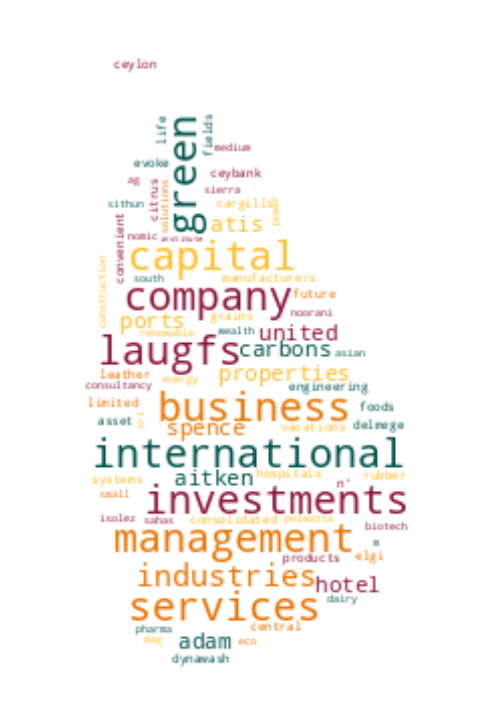 ceylon
life
green
fields
medium
evoke
ceybank
ag
citrus
solutions
sierra
sithun
cargills
power
convenient
atis
nomic
institute
capital
construction
south
manufacturers
company
future
ports
grains
noorani
renewable
wealth
united
laugfs
carbons
asian
leather
energy
properties
consultancy
engineering
limited
business
foods
asset
spence
vacations
delmege
international
systems
aitken
hospitals
rubber
small
investments
n'
isolez
sahas
consolidated
biotech
management
m
products
elgi
industries
hotel
services
dairy
pharma
central
mag
adam
eco
dynawash